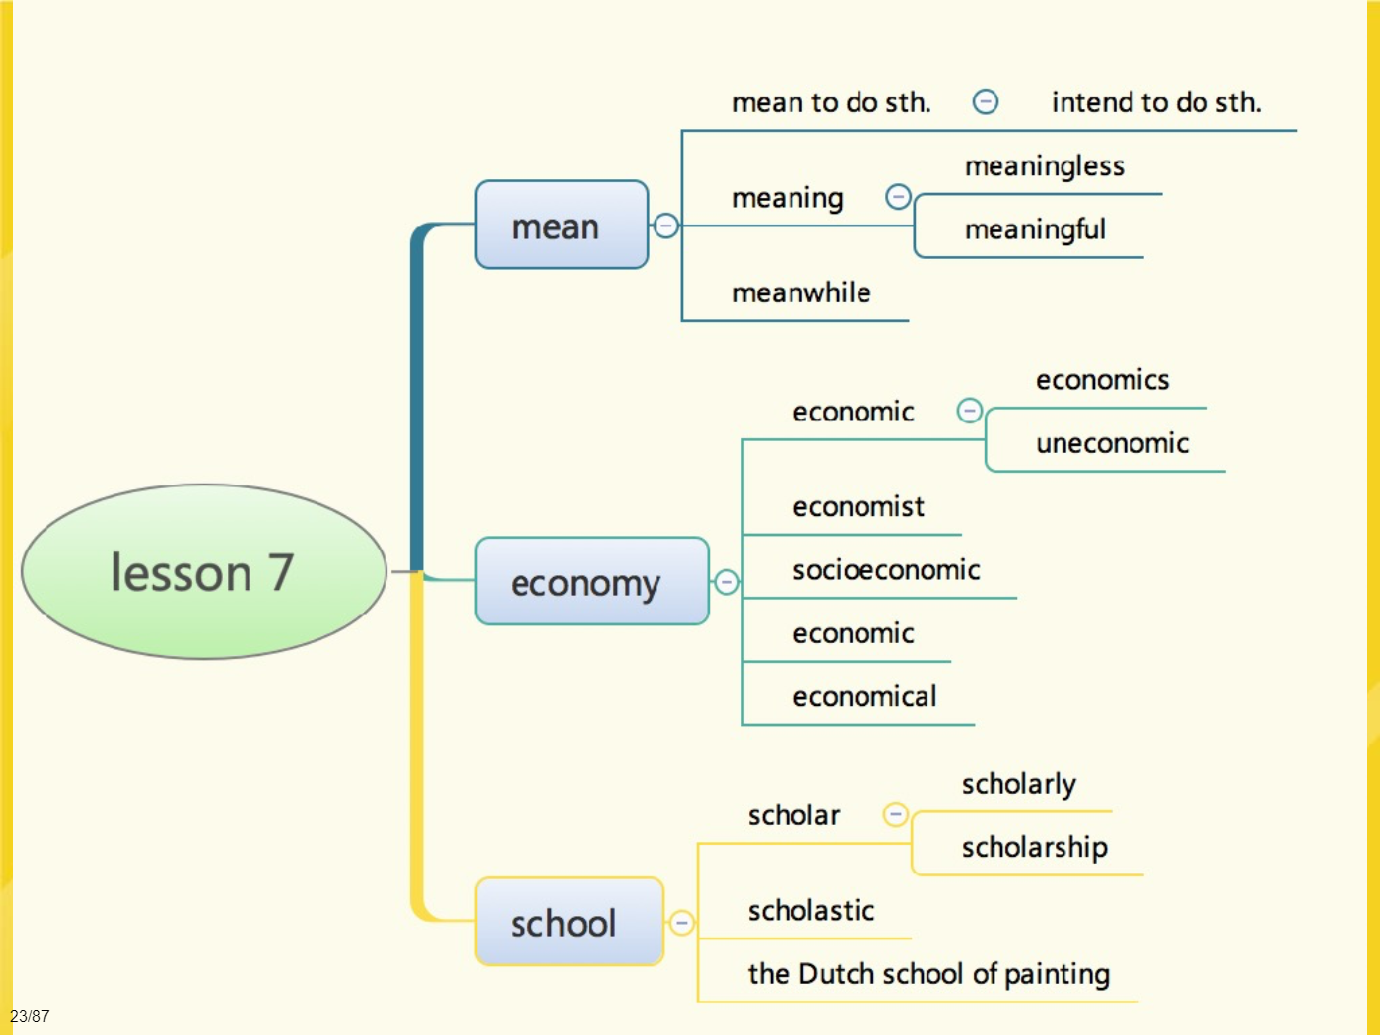 lesson 7
mean
mean to do sth.
intend to do sth.
meaning
meaningless
meaningful
meanwhile
economy
economic
economics
uneconomic
economist
socioeconomic
economic
economical
school
scholar
scholarly
scholarship
scholastic
the Dutch school of painting
23/87